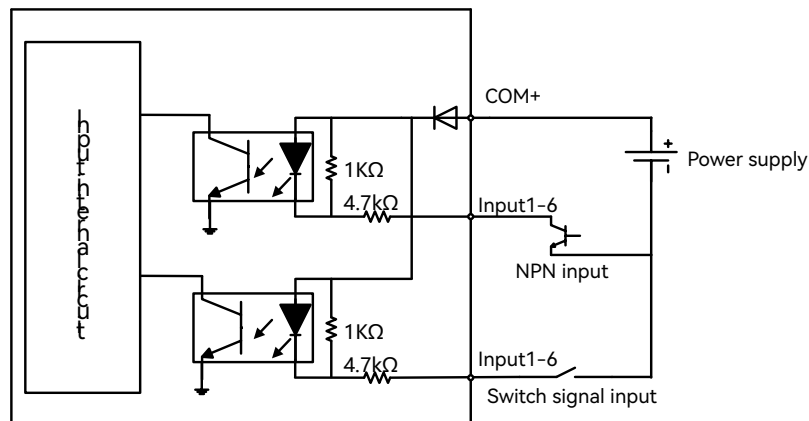 COM+
+
Power supply
1KΩ
4.7kΩ
Input1-6
NPN input
1KΩ
4.7kΩ
Input1-6
Switch signal input